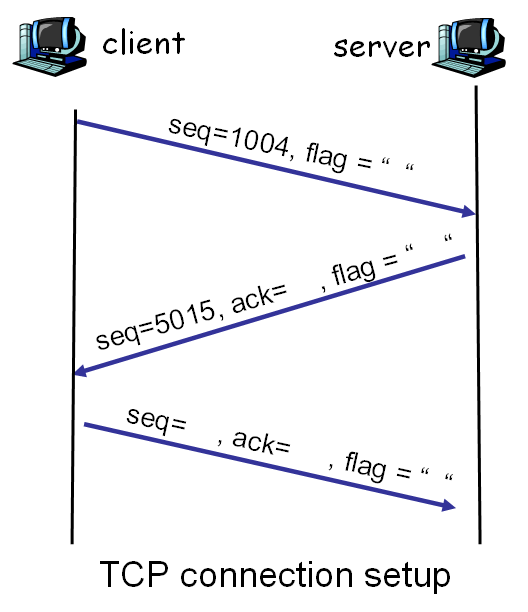 client
server
seq=1004, flag = “ “
seq=5015, ack= , flag = “ “
seq= , ack= , flag = “ “
TCP connection setup